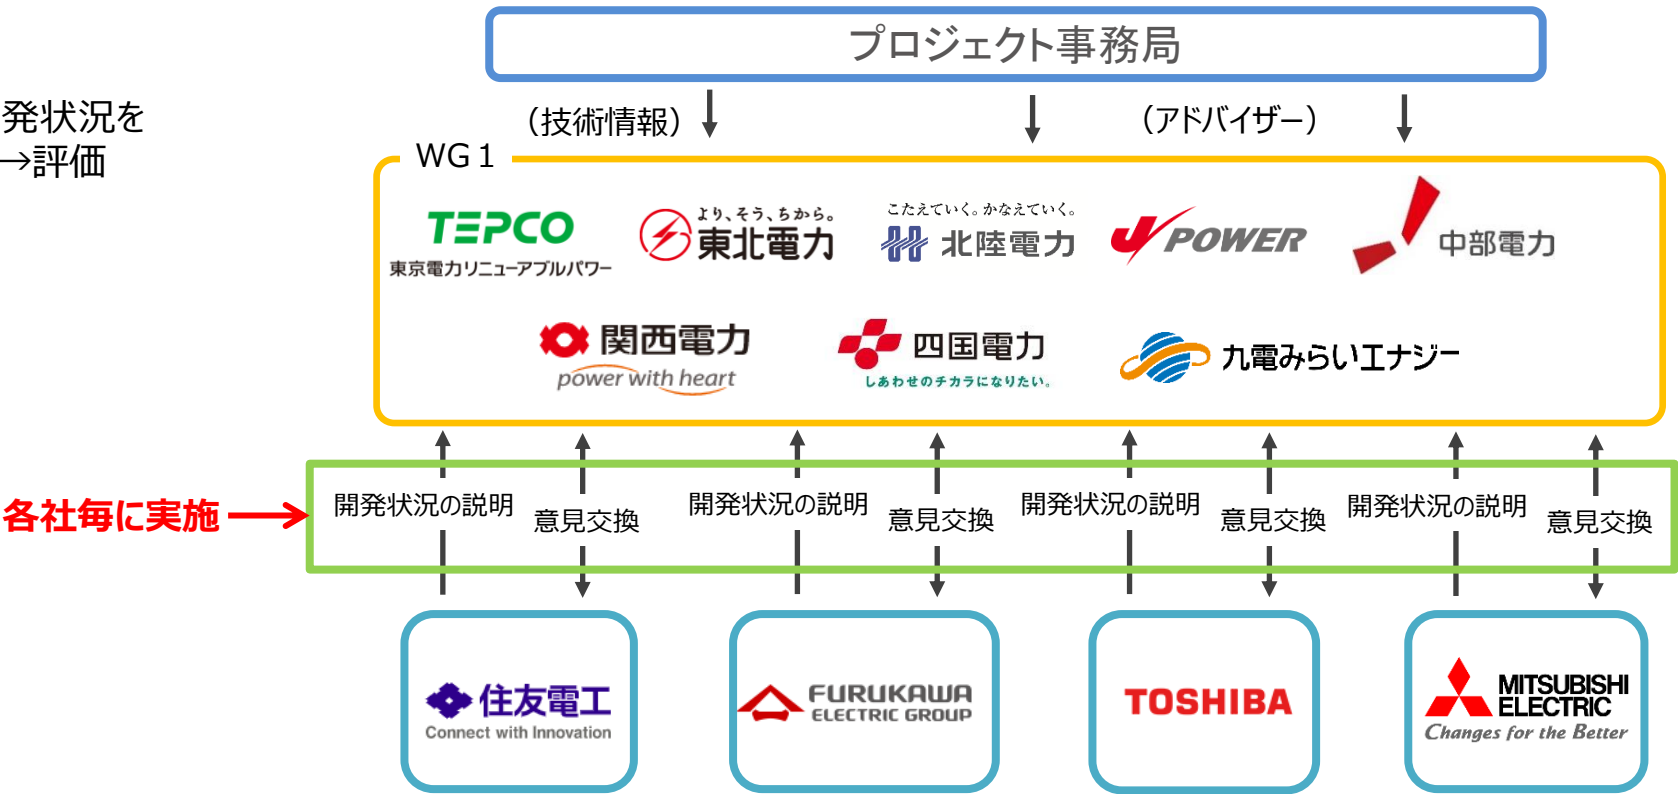 プロジェクト事務局
発状況を
→評価
（技術情報）
（アドバイザー）
WG１
TEPCO
東京電力リニューアブルパワー
より、そう、ちから。
東北電力
こたえていく。かなえていく。
北陸電力
J POWER
中部電力
関西電力
power with heart
四国電力
しあわせのチカラになりたい。
九電みらいエナジー
各社毎に実施
開発状況の説明
意見交換
開発状況の説明
意見交換
開発状況の説明
意見交換
開発状況の説明
意見交換
住友電工
Connect with Innovation
FURUKAWA
ELECTRIC GROUP
TOSHIBA
MITSUBISHI
ELECTRIC
Changes for the Better